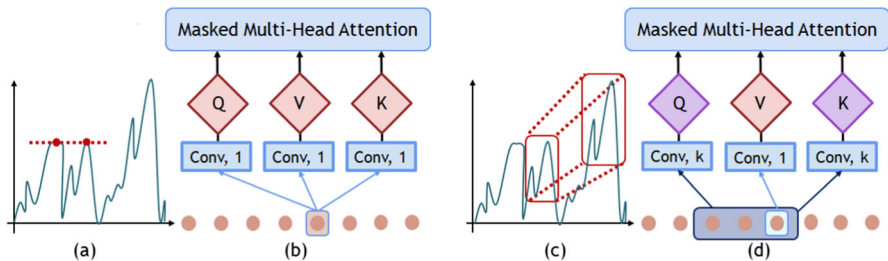 Masked Multi-Head Attention
Q V K
Conv, 1 Conv, 1 Conv, 1
(a) (b)
Masked Multi-Head Attention
Q V K
Conv, k Conv, 1 Conv, k
(c) (d)